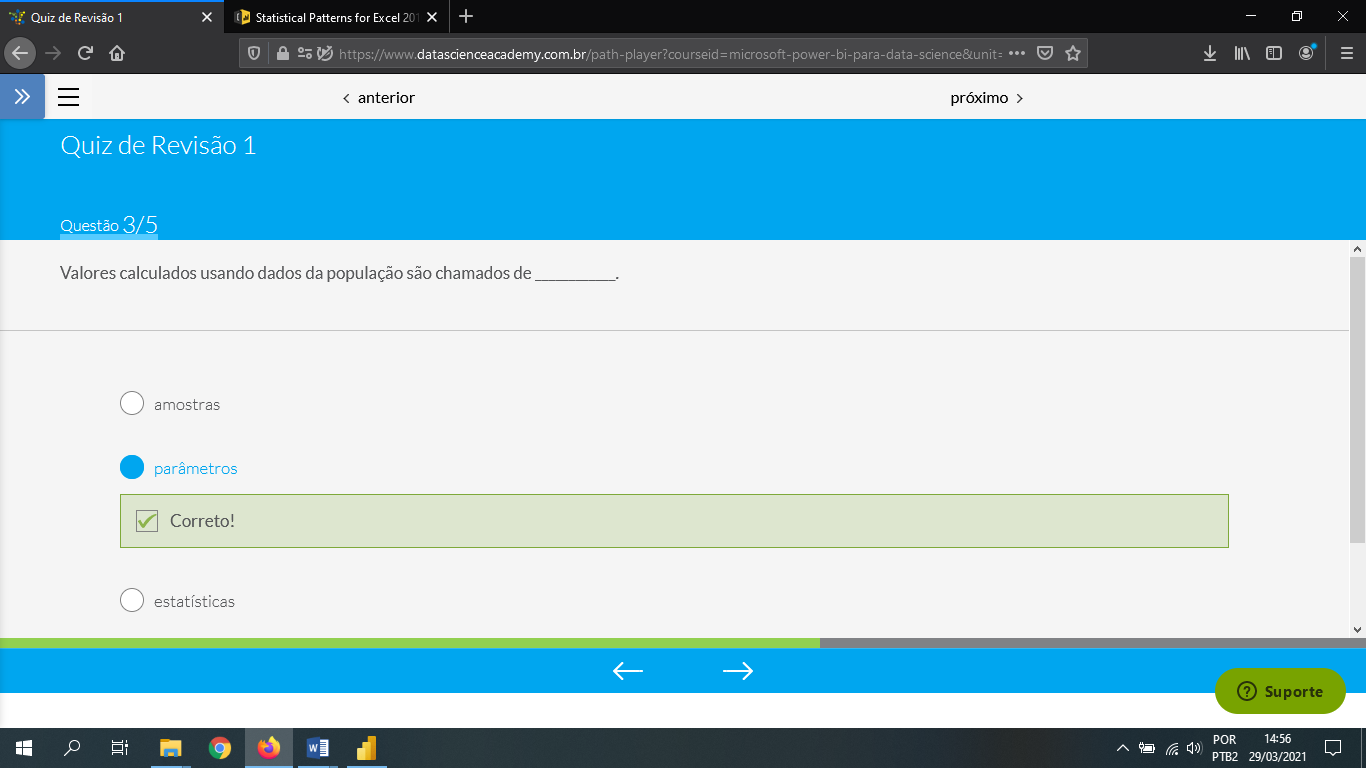 Quiz de Revisão 1
Statistical Patterns for Excel 201
https://www.datascienceacademy.com.br/path-player?courseid=microsoft-power-bi-para-data-science&unit=
anterior
próximo
Quiz de Revisão 1
Questão 3/5
Valores calculados usando dados da população são chamados de ____________.
amostras
parâmetros
Correto!
estatísticas
Suporte
POR
PTB2
14:56
29/03/2021